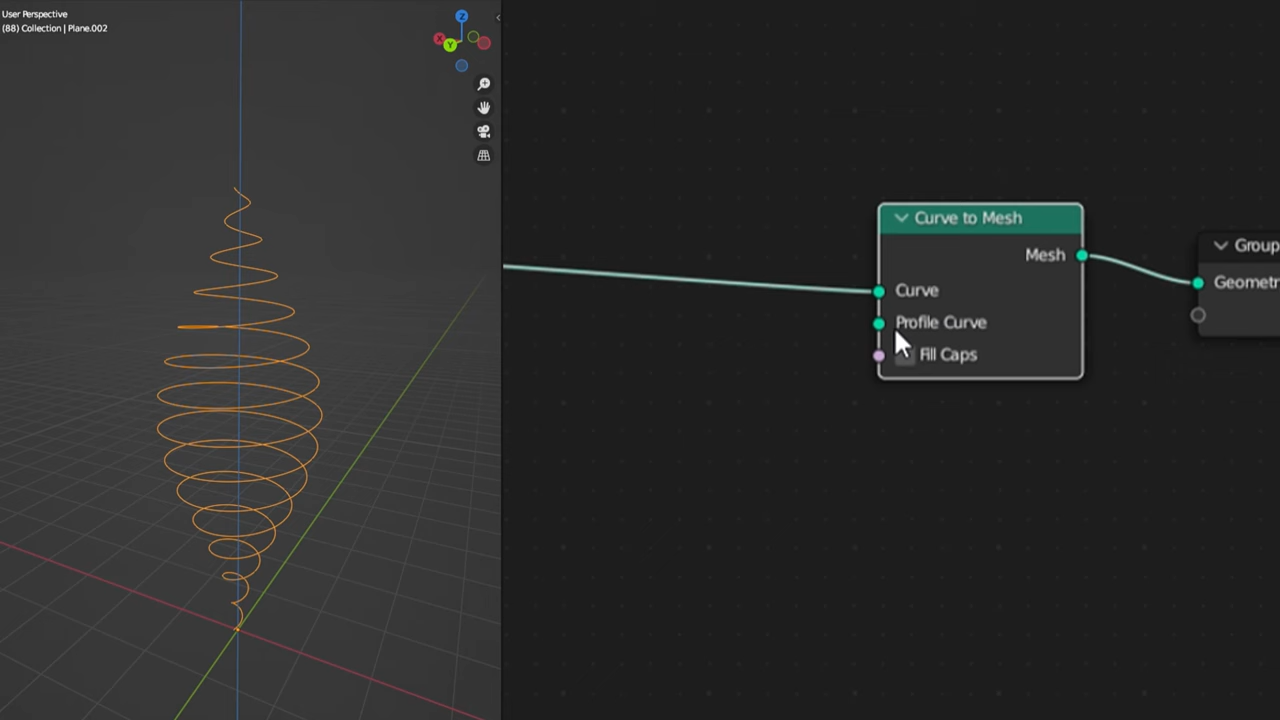 User Perspective
(88) Collection | Plane.002
Z
X
Y
Curve to Mesh
Mesh
Curve
Profile Curve
Fill Caps
Group
Geometr